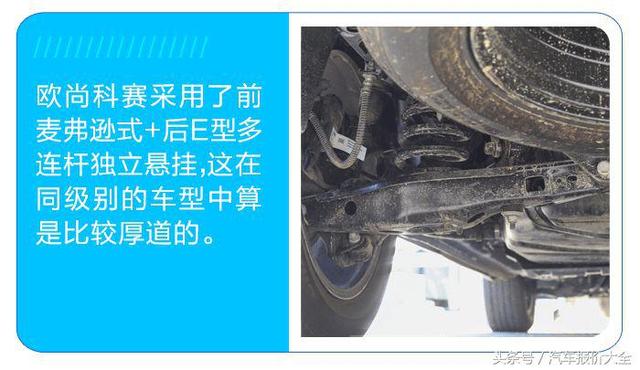 欧尚科赛采用了前
麦弗逊式+后E型多
连杆独立悬挂,这在
同级别的车型中算
是比较厚道的。
头条号/汽车报价大全